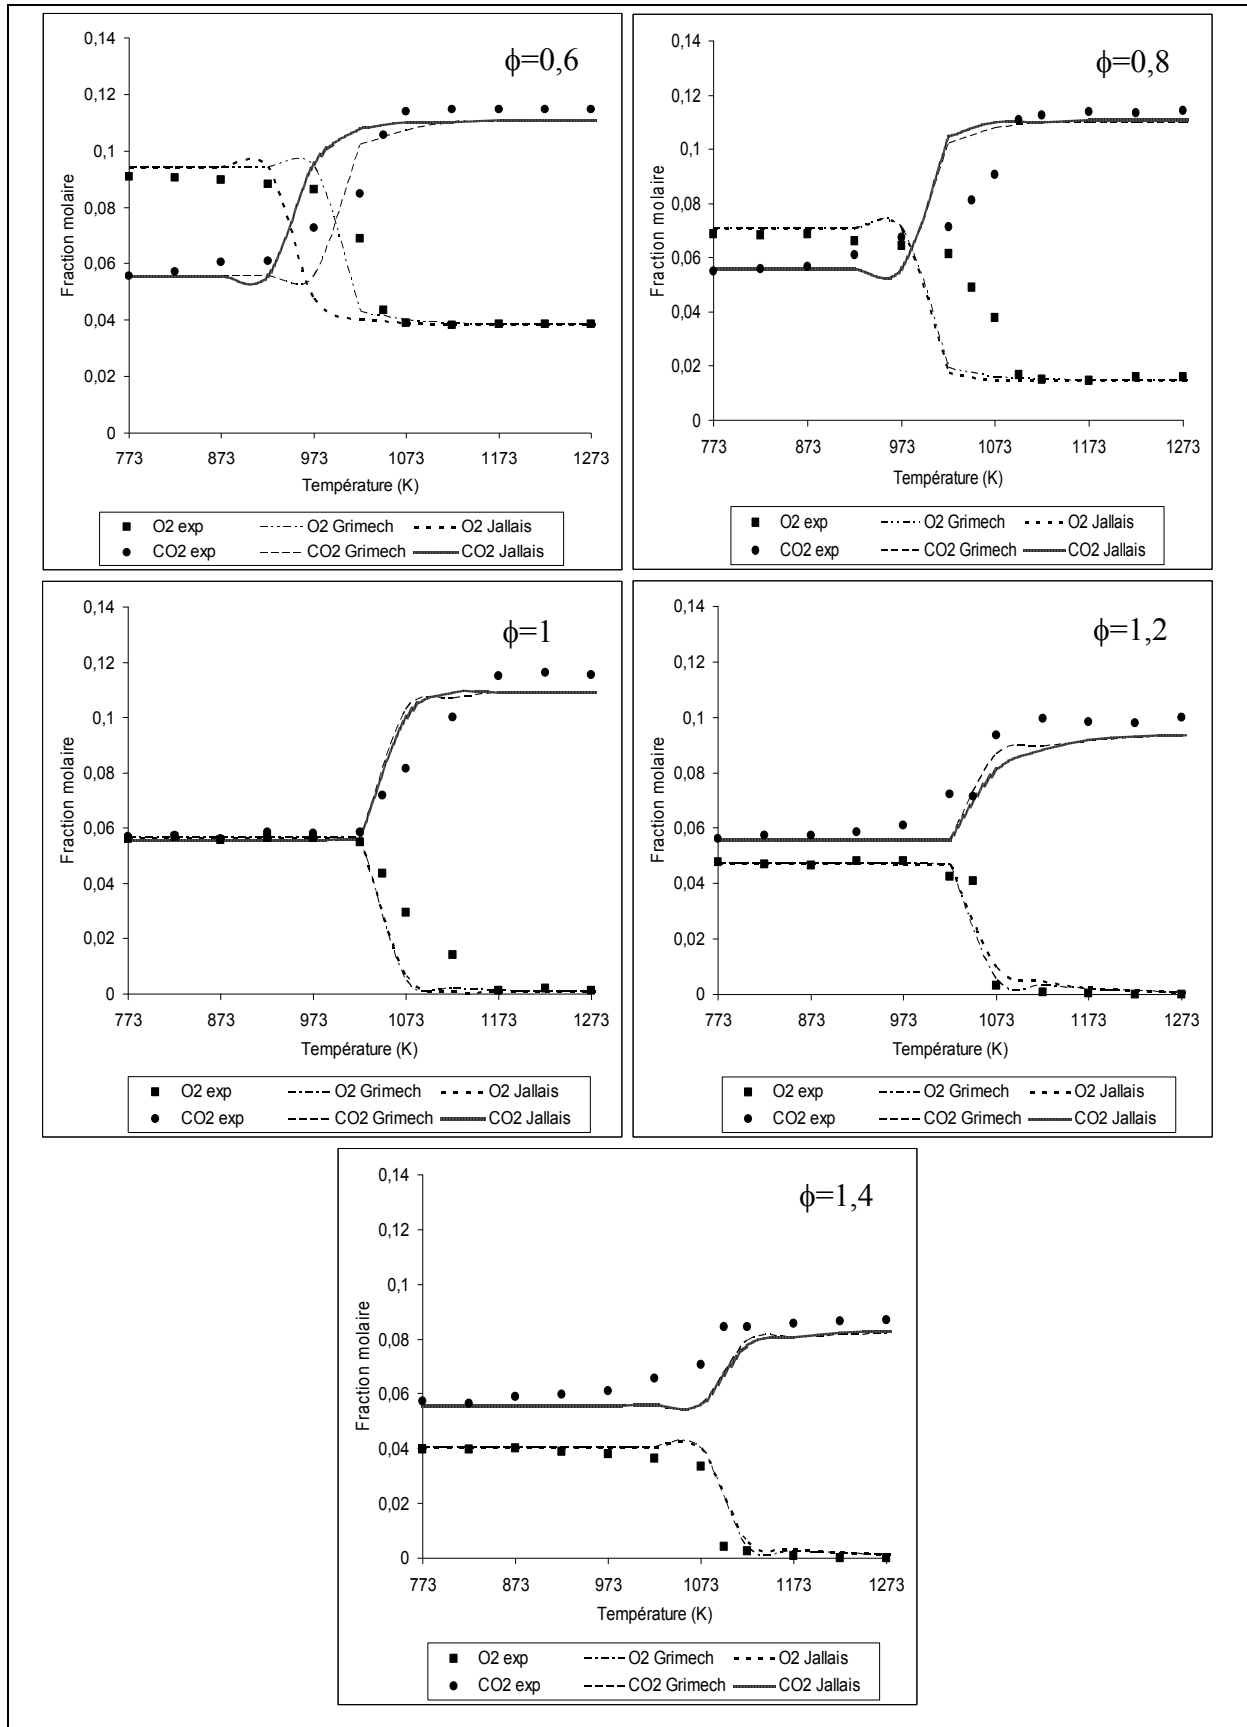 0,14
ϕ=0,6
0,12
0,1
0,08
0,06
0,04
0,02
0
Fraction molaire
773 873 973 1073 1173 1273
Température (K)
O2 exp O2 Grimech O2 Jallais
CO2 exp CO2 Grimech CO2 Jallais
0,14
ϕ=0,8
0,12
0,1
0,08
0,06
0,04
0,02
0
Fraction molaire
773 873 973 1073 1173 1273
Température (K)
O2 exp O2 Grimech O2 Jallais
CO2 exp CO2 Grimech CO2 Jallais
0,14
ϕ=1
0,12
0,1
0,08
0,06
0,04
0,02
0
Fraction molaire
773 873 973 1073 1173 1273
Température (K)
O2 exp O2 Grimech O2 Jallais
CO2 exp CO2 Grimech CO2 Jallais
0,14
ϕ=1,2
0,12
0,1
0,08
0,06
0,04
0,02
0
Fraction molaire
773 873 973 1073 1173 1273
Température (K)
O2 exp O2 Grimech O2 Jallais
CO2 exp CO2 Grimech CO2 Jallais
0,14
ϕ=1,4
0,12
0,1
0,08
0,06
0,04
0,02
0
Fraction molaire
773 873 973 1073 1173 1273
Température (K)
O2 exp O2 Grimech O2 Jallais
CO2 exp CO2 Grimech CO2 Jallais